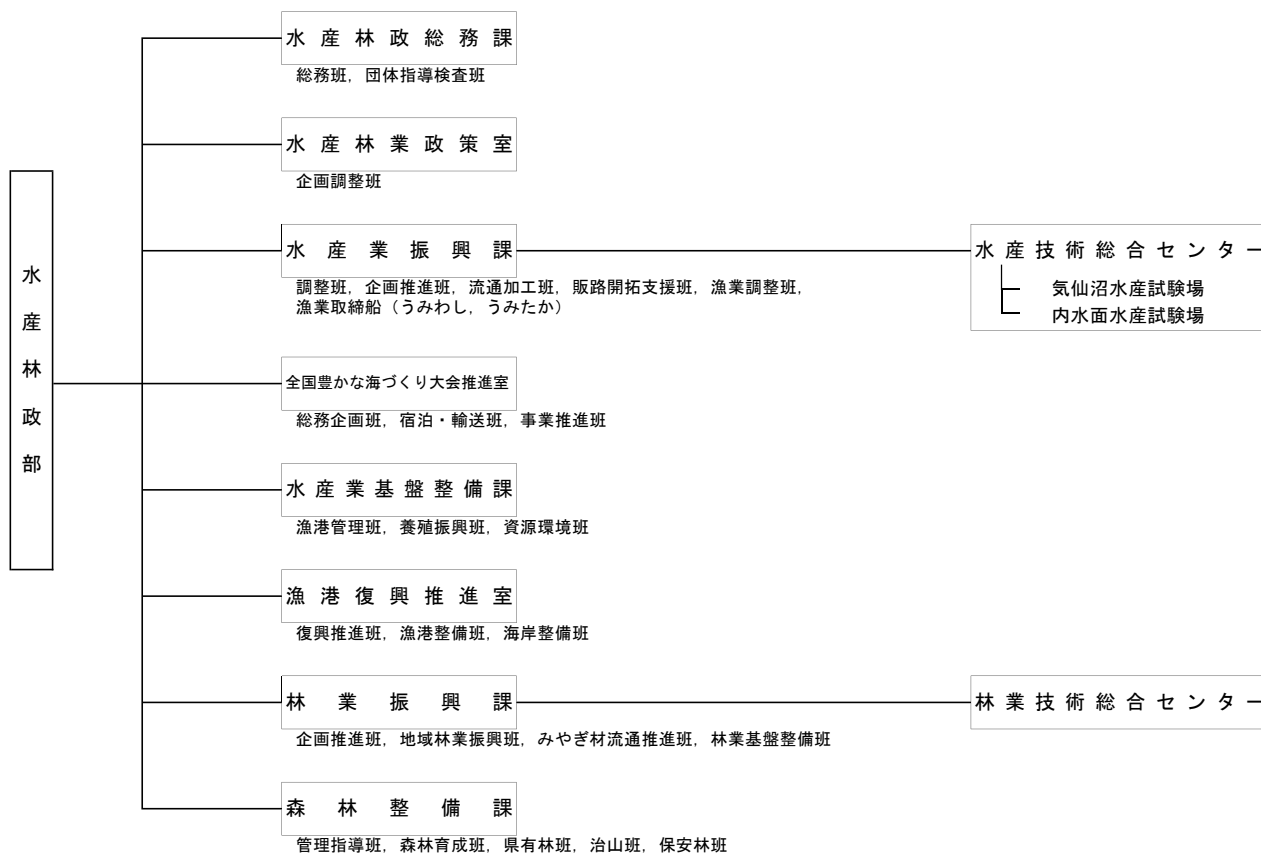 水産林政部
水産林政総務課
総務班，団体指導検査班
水産林業政策室
企画調整班
水産業振興課
調整班，企画推進班，流通加工班，販路開拓支援班，漁業調整班，
漁業取締船（うみわし，うみたか）
水産技術総合センター
気仙沼水産試験場
内水面水産試験場
全国豊かな海づくり大会推進室
総務企画班，宿泊・輸送班，事業推進班
水産業基盤整備課
漁港管理班，養殖振興班，資源環境班
漁港復興推進室
復興推進班，漁港整備班，海岸整備班
林業振興課
企画推進班，地域林業振興班，みやぎ材流通推進班，林業基盤整備班
林業技術総合センター
森林整備課
管理指導班，森林育成班，県有林班，治山班，保安林班